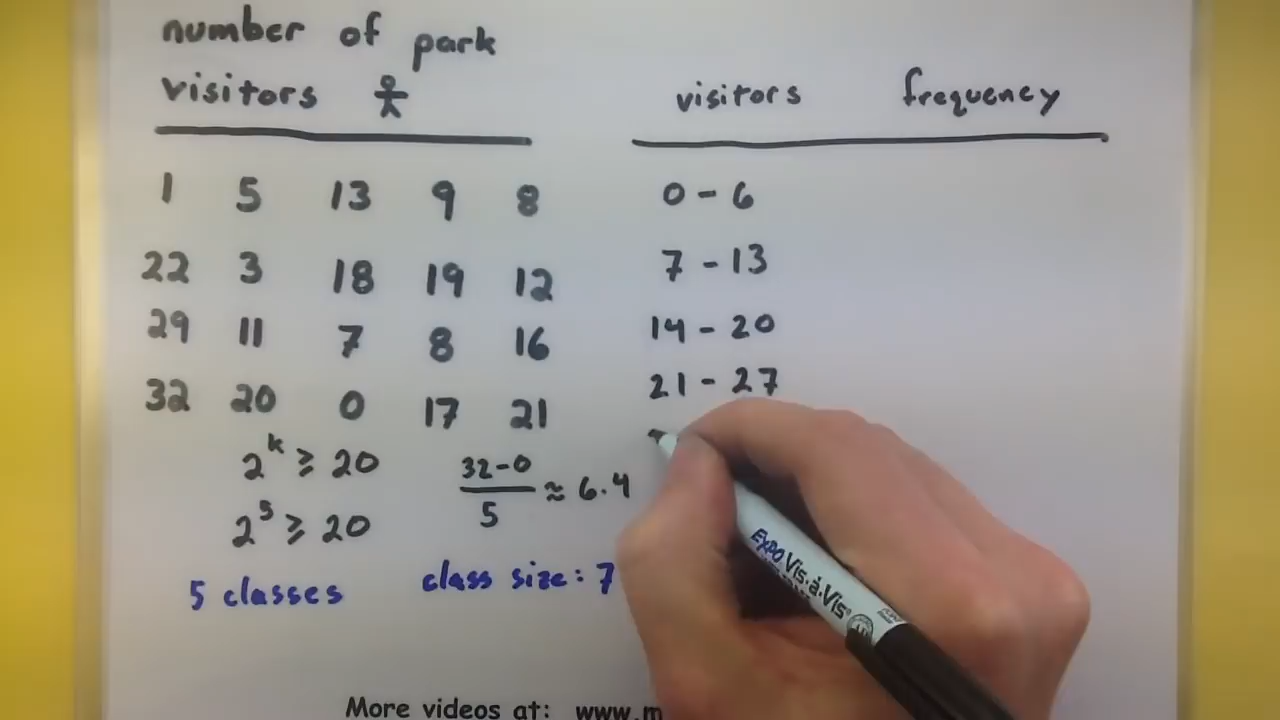 number of park
visitors
1 5 13 9 8
22 3 18 19 12
29 11 7 8 16
32 20 0 17 21
2^k ≥ 20
2^5 ≥ 20
5 classes
32-0
5
≈ 6.4
class size: 7
visitors frequency
0 - 6
7 - 13
14 - 20
21 - 27
EXPO Vis-à-Vis
More videos at: www.m